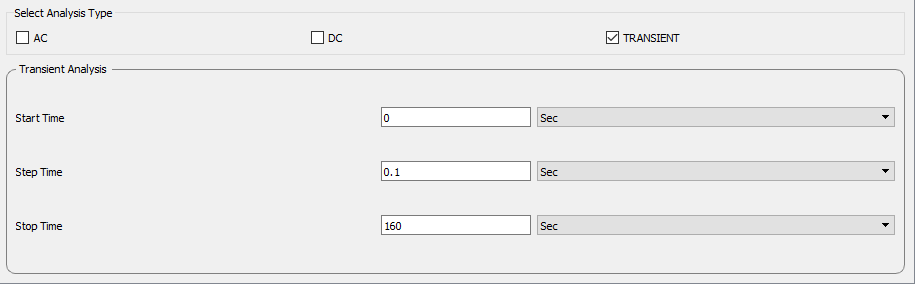 Select Analysis Type
AC DC TRANSIENT
Transient Analysis
Start Time 0 Sec
Step Time 0.1 Sec
Stop Time 160 Sec